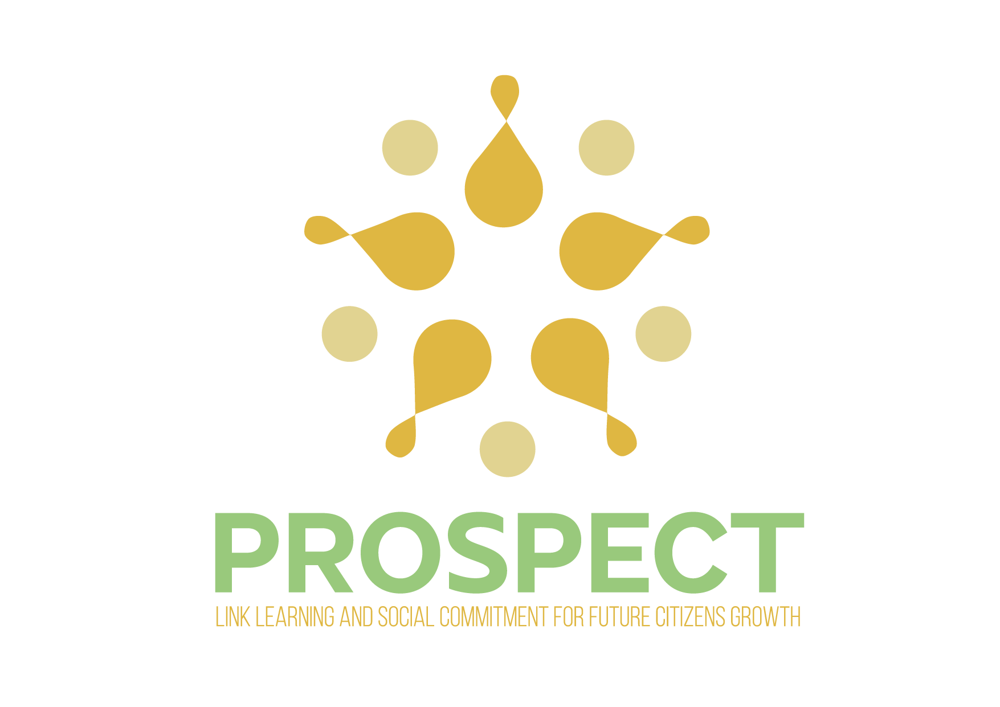 PROSPECT
LINK LEARNING AND SOCIAL COMMITMENT FOR FUTURE CITIZENS GROWTH